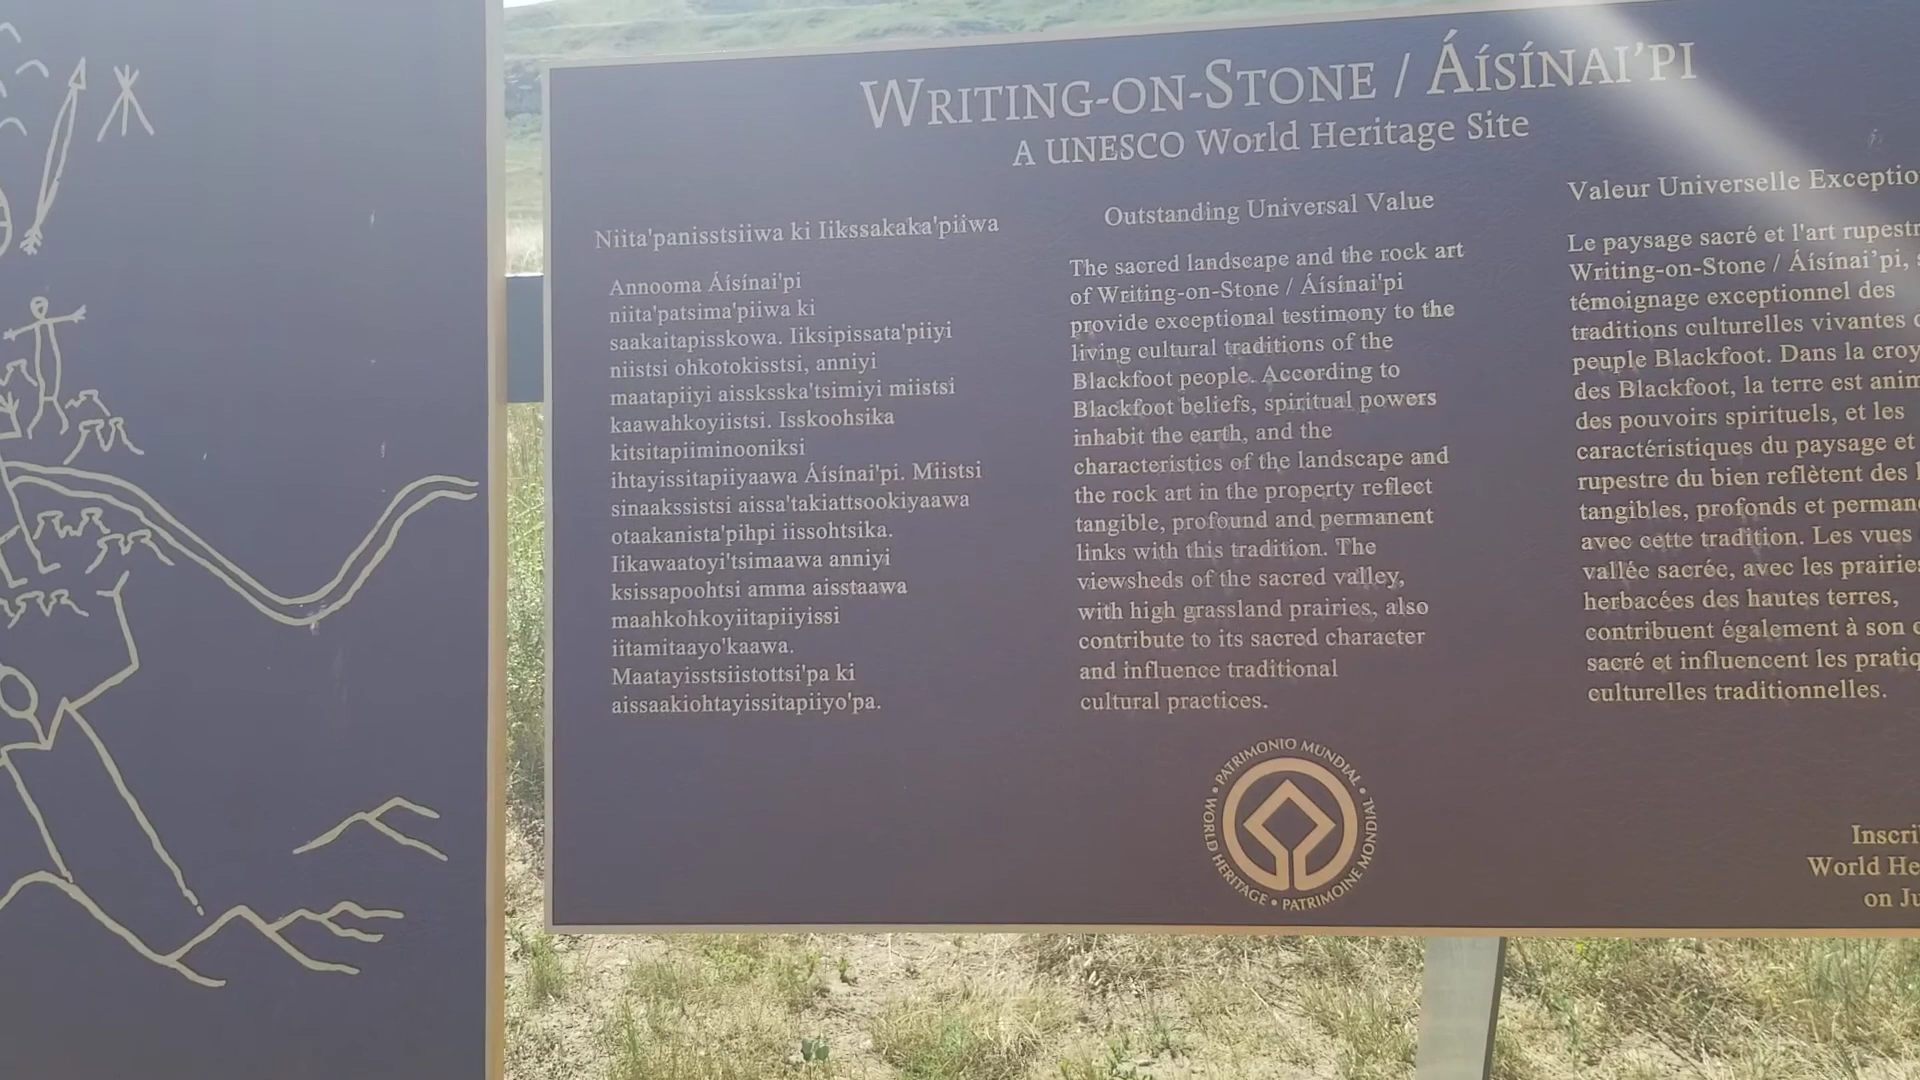 WRITING-ON-STONE / ÁÍSÍNAI'PI
A UNESCO World Heritage Site
Niita'panisstsiiwa ki Iikssakaka'piiwa
Annooma Áísínai'pi
niita'patsima'piiwa ki
saakaitapisskowa. Iiksipissata'piiyi
niistsi ohkotokisstsi, anniyi
maatapiiyi aissksska'tsimiyi miistsi
kaawahkoyiistsi. Isskoohsika
kitsitapiiminooniksi
ihtayissitapiiyaawa Áísínai'pi. Miistsi
sinaakssistsi aissa'takiattsookiyaawa
otaakanista'pihpi iissohtsika.
Iikawaatoyi'tsimaawa anniyi
ksissapoohtsi amma aisstaawa
maahkohkoyiitapiiyissi
iitamitaayo'kaawa.
Maatayisstsiistottsi'pa ki
aissaakiohtayissitapiiyo'pa.
Outstanding Universal Value
The sacred landscape and the rock art
of Writing-on-Stone / Áísínai'pi
provide exceptional testimony to the
living cultural traditions of the
Blackfoot people. According to
Blackfoot beliefs, spiritual powers
inhabit the earth, and the
characteristics of the landscape and
the rock art in the property reflect
tangible, profound and permanent
links with this tradition. The
viewsheds of the sacred valley,
with high grassland prairies, also
contribute to its sacred character
and influence traditional
cultural practices.
Valeur Universelle
Le paysage sacré et l'art
Writing-on-Stone / Áísínai'pi,
témoignage exceptionnel des
traditions culturelles vivantes
peuple Blackfoot. Dans la
des Blackfoot, la terre est
des pouvoirs spirituels, et les
caractéristiques du paysage et
rupestre du bien reflètent des
tangibles, profonds et
avec cette tradition. Les vues
vallée sacrée, avec les
herbacées des hautes terres,
contribuent également à son
sacré et influencent les
culturelles traditionnelles.
World
on
WORLD HERITAGE • PATRIMONIO MUNDIAL • PATRIMOINE MONDIAL